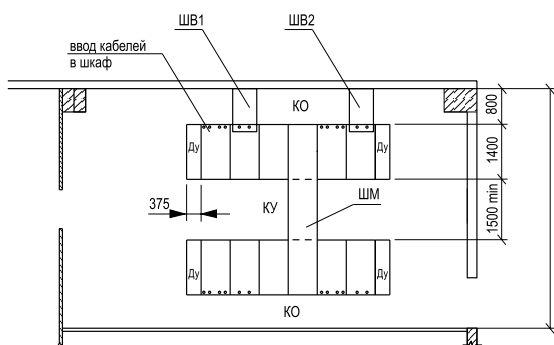 ШВ1
ШВ2
ввод кабелей
в шкаф
КО
800
Ду
Ду
1400
375
КУ
ШМ
1500 min
Ду
Ду
КО